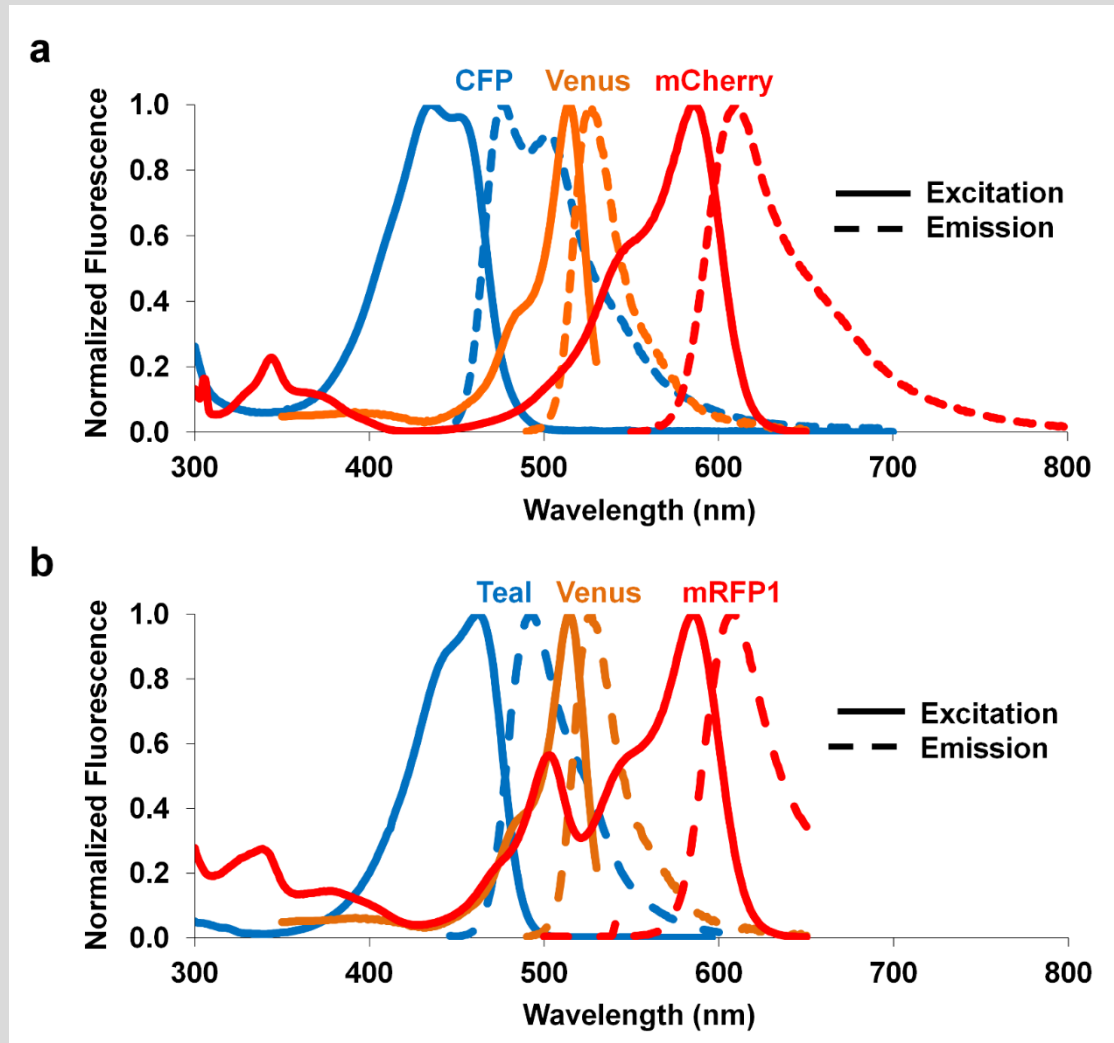 a
CFP Venus mCherry
Normalized Fluorescence
1.0
0.8
0.6
0.4
0.2
0.0
Excitation
Emission
300 400 500 600 700 800
Wavelength (nm)
b
Teal Venus mRFP1
Normalized Fluorescence
1.0
0.8
0.6
0.4
0.2
0.0
Excitation
Emission
300 400 500 600 700 800
Wavelength (nm)